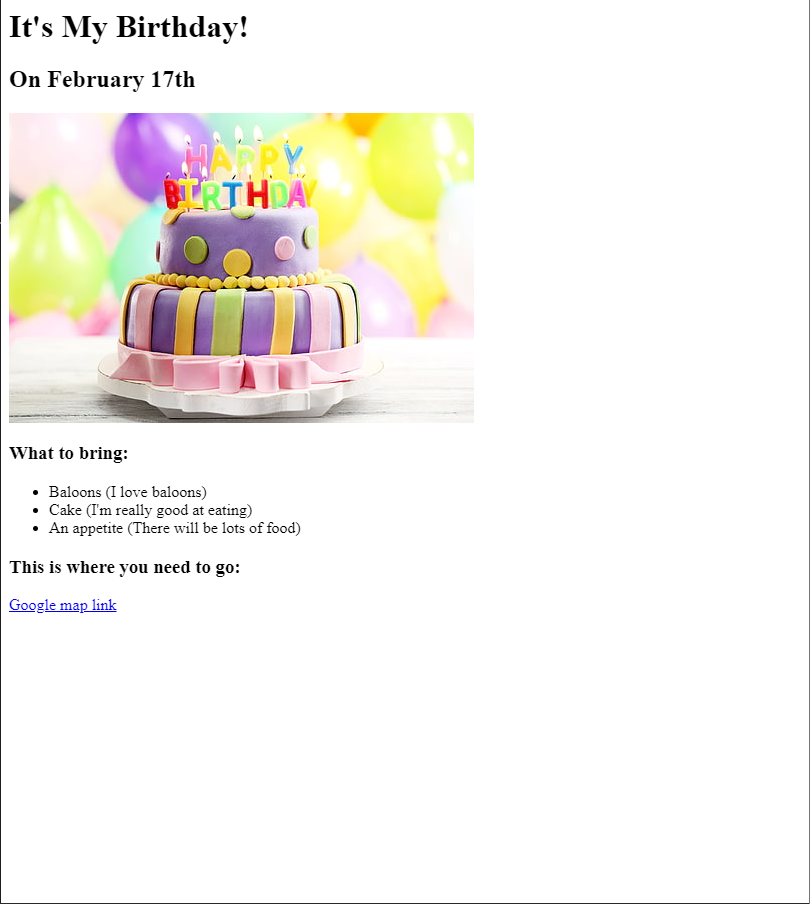 It's My Birthday!
On February 17th
HAPPY
BIRTHDAY
What to bring:
Baloons (I love baloons)
Cake (I'm really good at eating)
An appetite (There will be lots of food)
This is where you need to go:
Google map link